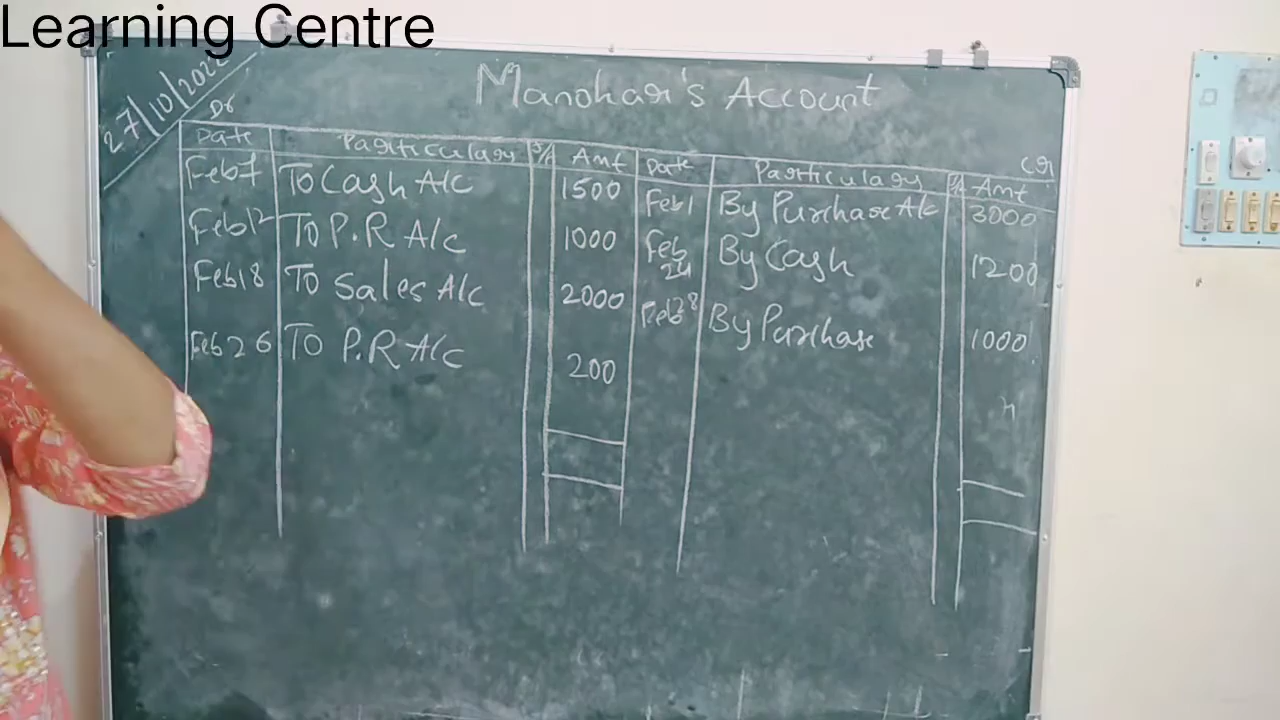 Learning Centre
27/10/2022
Manohar's Account
Dr
Cr
Date Particulars Amt Date Particulars Amt
Feb 7 To Cash A/c 1500 Feb 1 By Purchase A/c 3000
Feb 12 To P.R A/c 1000 Feb 24 By Cash 1200
Feb 18 To Sales A/c 2000 Feb 28 By Purchase 1000
Feb 26 To P.R A/c 200